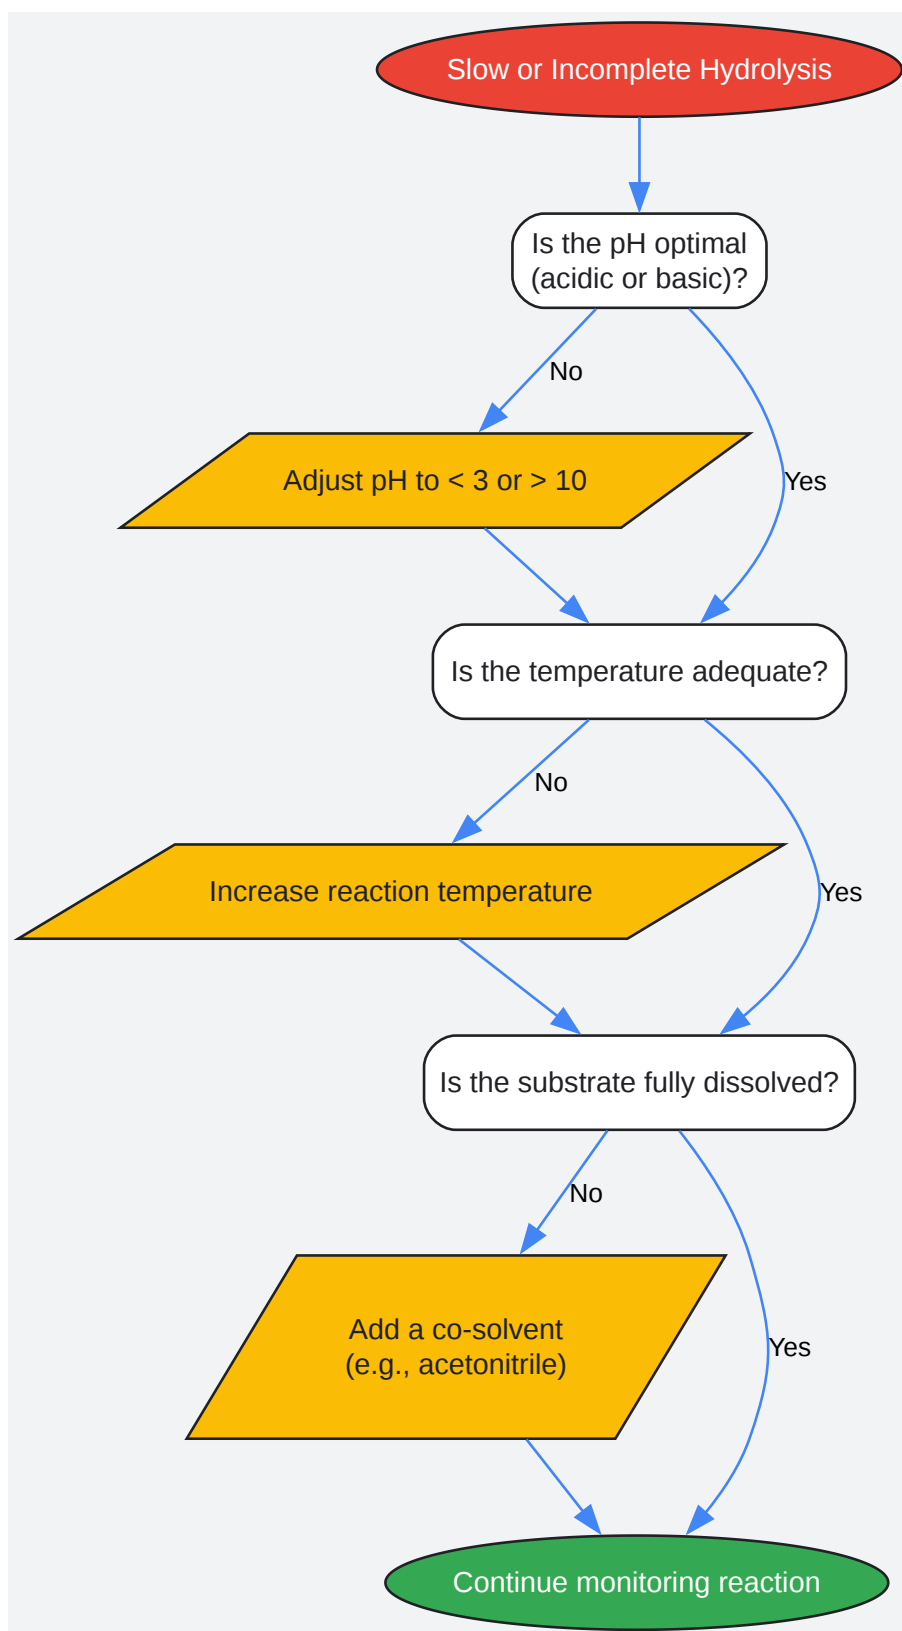 Slow or Incomplete Hydrolysis
Is the pH optimal
(acidic or basic)?
No
Adjust pH to < 3 or > 10
Yes
Is the temperature adequate?
No
Increase reaction temperature
Yes
Is the substrate fully dissolved?
No
Add a co-solvent
(e.g., acetonitrile)
Yes
Continue monitoring reaction